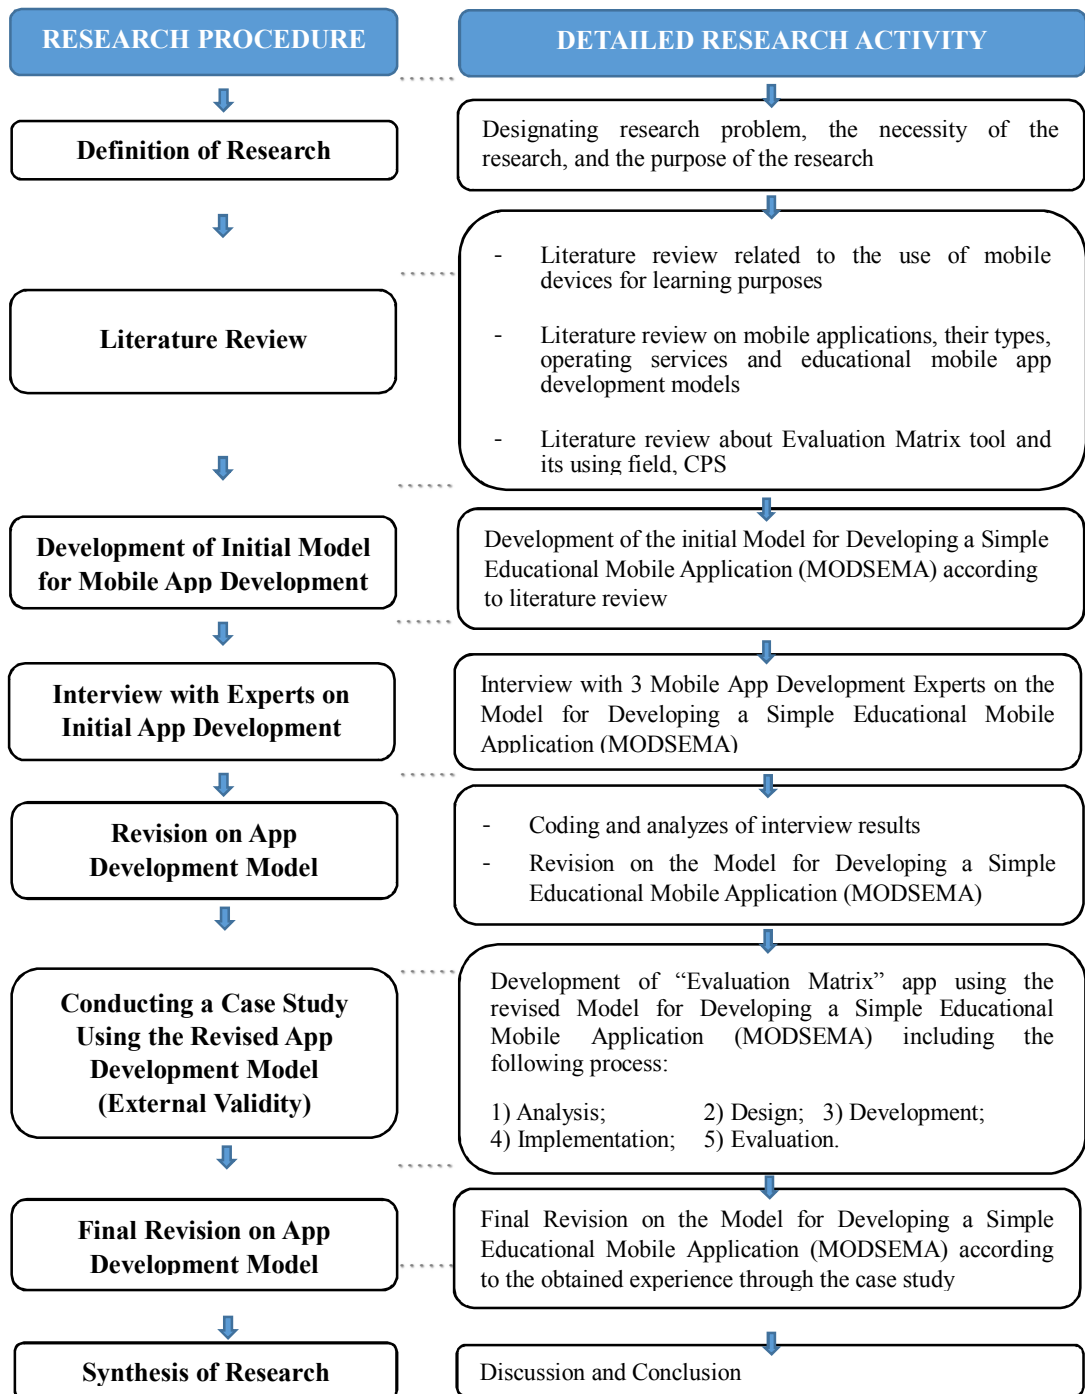 RESEARCH PROCEDURE
DETAILED RESEARCH ACTIVITY
Definition of Research
Designating research problem, the necessity of the
research, and the purpose of the research
Literature Review
- Literature review related to the use of mobile
devices for learning purposes
- Literature review on mobile applications, their types,
operating services and educational mobile app
development models
- Literature review about Evaluation Matrix tool and
its using field, CPS
Development of Initial Model
for Mobile App Development
Development of the initial Model for Developing a Simple
Educational Mobile Application (MODSEMA) according
to literature review
Interview with Experts on
Initial App Development
Interview with 3 Mobile App Development Experts on the
Model for Developing a Simple Educational Mobile
Application (MODSEMA)
Revision on App
Development Model
- Coding and analyzes of interview results
- Revision on the Model for Developing a Simple
Educational Mobile Application (MODSEMA)
Conducting a Case Study
Using the Revised App
Development Model
(External Validity)
Development of “Evaluation Matrix” app using the
revised Model for Developing a Simple Educational
Mobile Application (MODSEMA) including the
following process:
1) Analysis; 2) Design; 3) Development;
4) Implementation; 5) Evaluation.
Final Revision on App
Development Model
Final Revision on the Model for Developing a Simple
Educational Mobile Application (MODSEMA) according
to the obtained experience through the case study
Synthesis of Research
Discussion and Conclusion